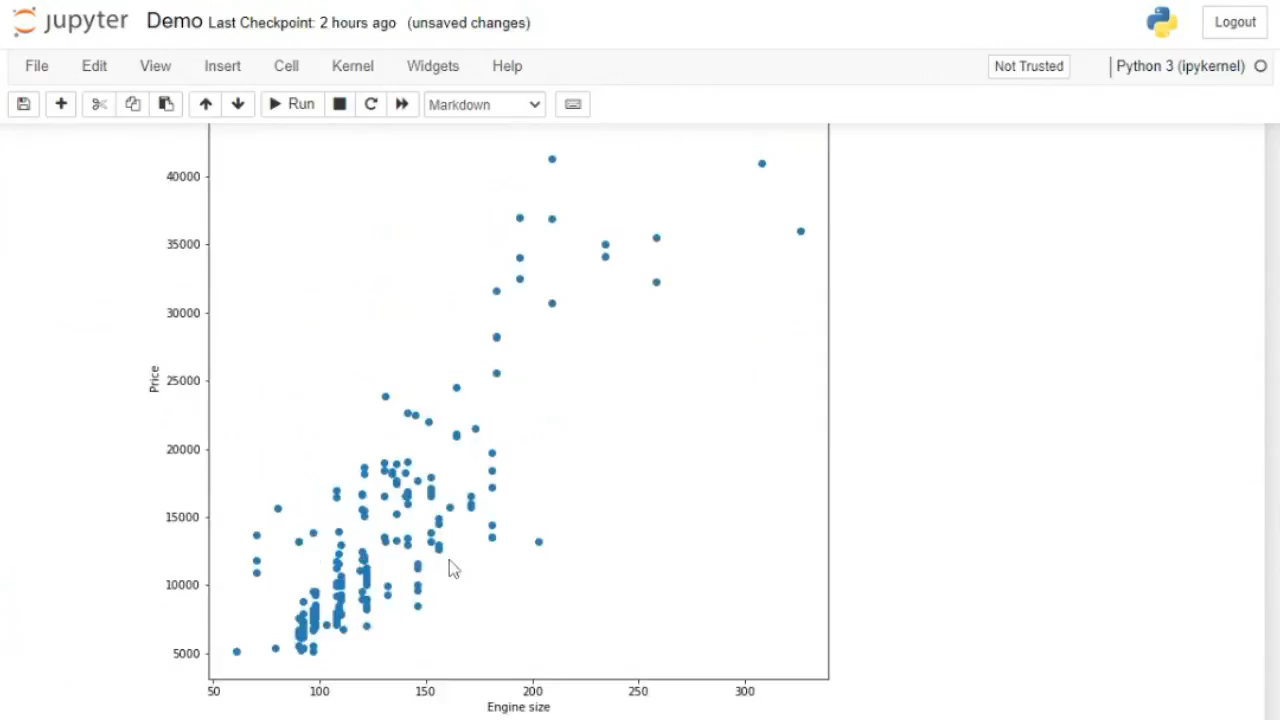 jupyter Demo Last Checkpoint: 2 hours ago (unsaved changes) Logout
File Edit View Insert Cell Kernel Widgets Help Not Trusted Python 3 (ipykernel)
Run Markdown
40000
35000
30000
25000
20000
15000
10000
5000
Price
50 100 150 200 250 300
Engine size